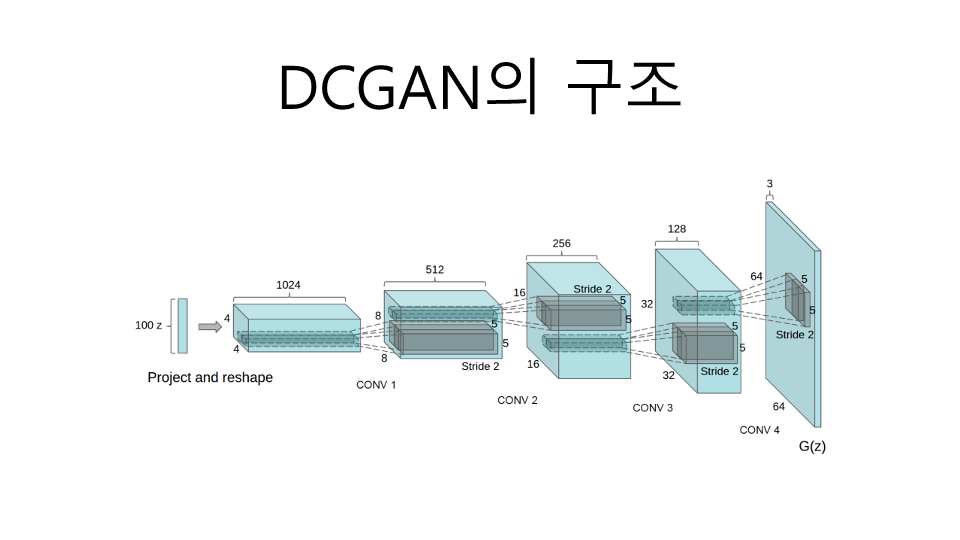 DCGAN의 구조
3
128
256
512
1024
64
5
5
Stride 2
16
Stride 2
5
5
32
8
5
5
Stride 2
4
4
100 z
8
16
5
5
Stride 2
32
64
Project and reshape
CONV 1
CONV 2
CONV 3
CONV 4
G(z)